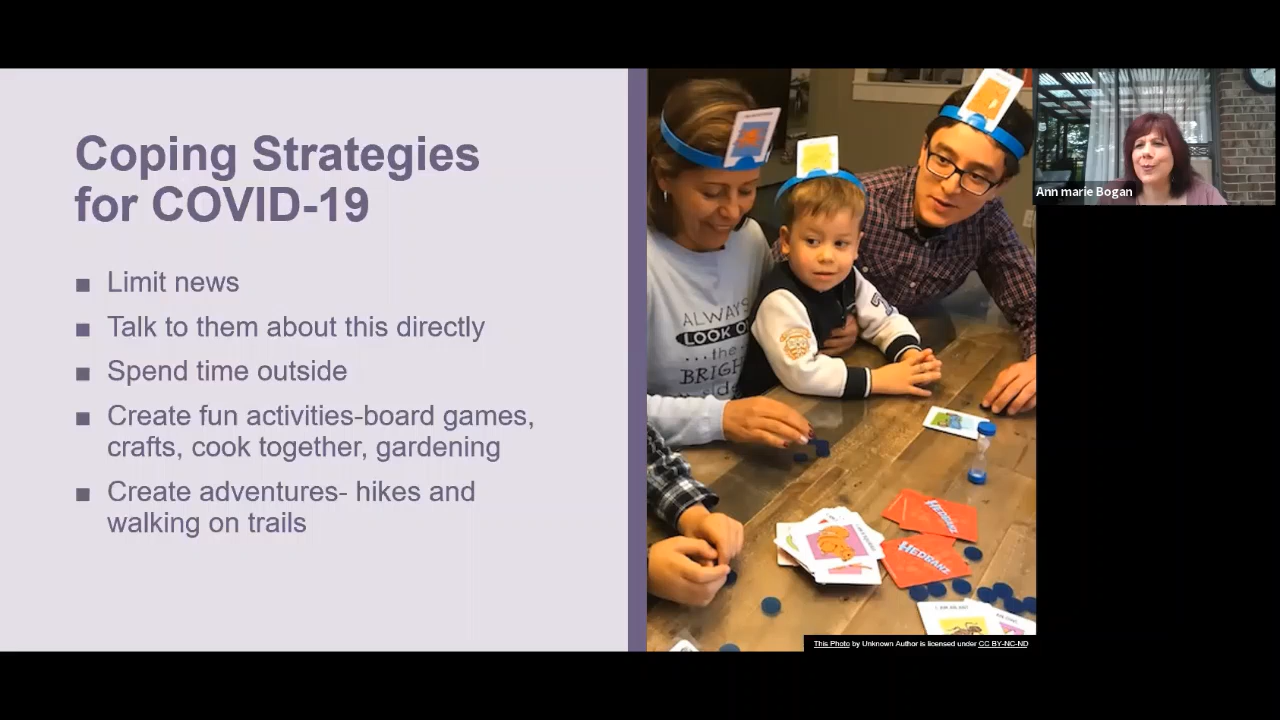 Coping Strategies
for COVID-19
■ Limit news
■ Talk to them about this directly
■ Spend time outside
■ Create fun activities-board games,
crafts, cook together, gardening
■ Create adventures- hikes and
walking on trails
ALWAYS
LOOK O
...the
BRIGH
HEDBANZ
HEDBANZ
This Photo by Unknown Author is licensed under CC BY-NC-ND
Ann marie Bogan